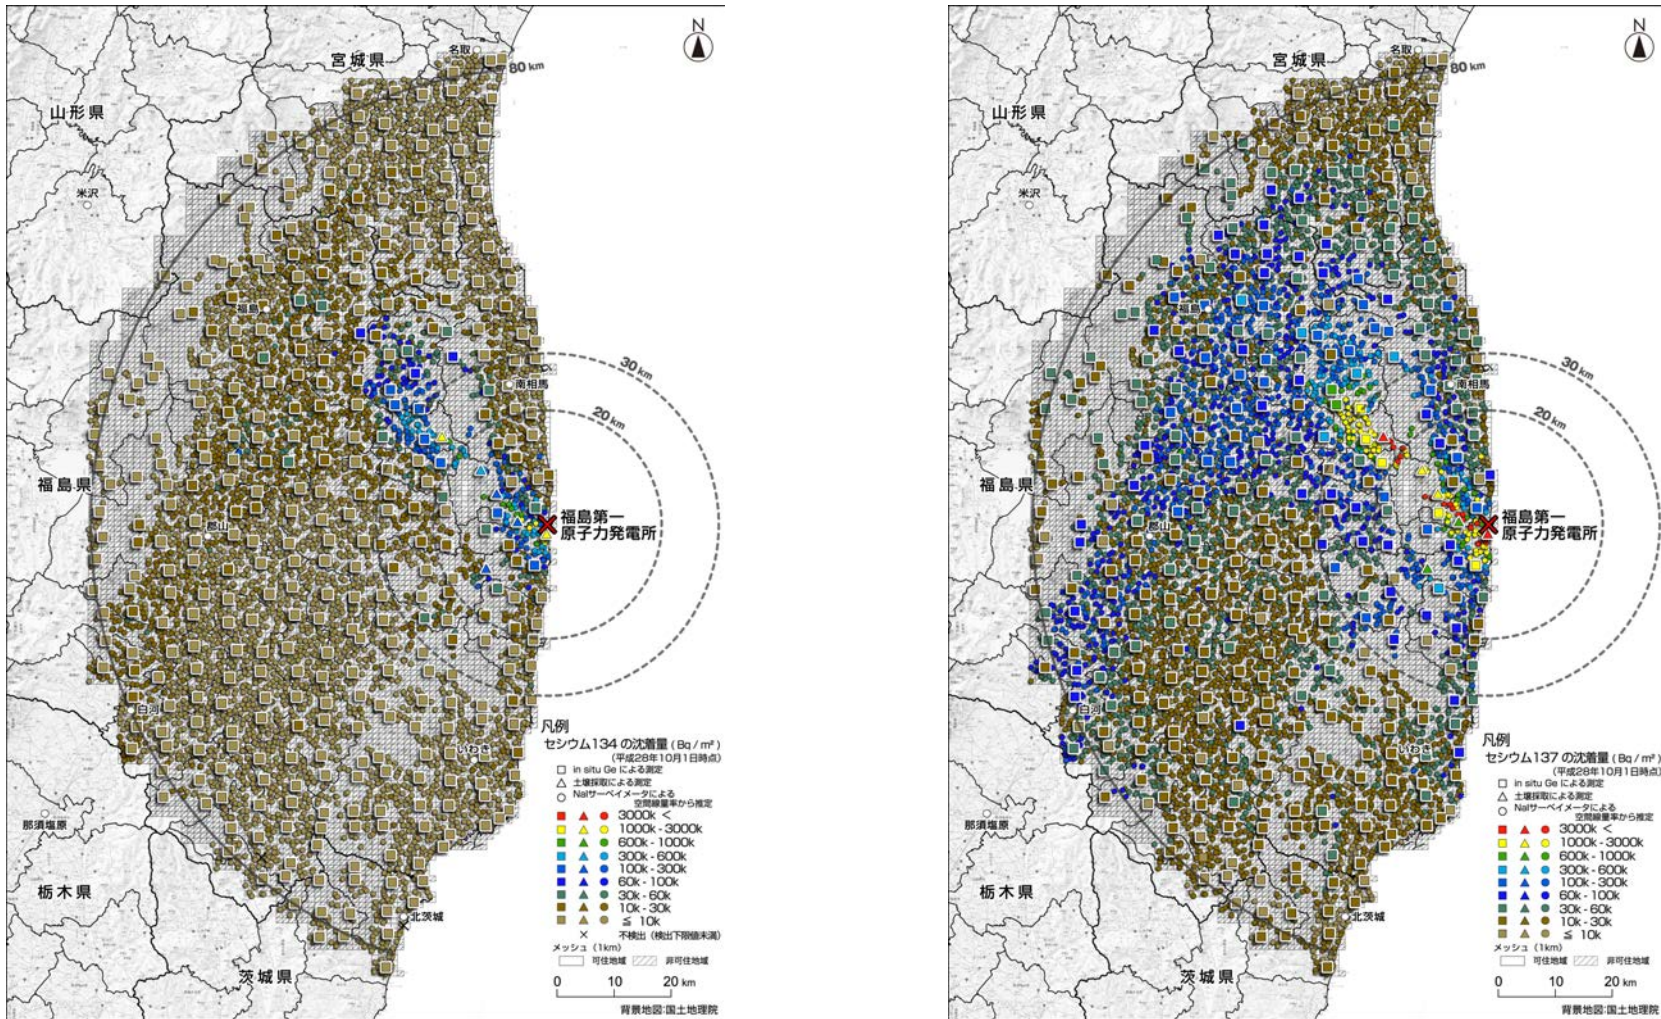 N
名取
宮城県
80 km
山形県
米沢
福島
30 km
南相馬
20 km
福島県
福島第一
原子力発電所
郡山
白河
いわき
凡例
セシウム134 の沈着量 ( Bq / m² )
(平成28年10月1日時点)
in situ Ge による測定
土壌採取による測定
NaIサーベイメータによる
空間線量率から推定
3000k <
1000k - 3000k
600k - 1000k
300k - 600k
100k - 300k
60k - 100k
30k - 60k
10k - 30k
≦ 10k
不検出 (検出下限値未満)
メッシュ (1km)
可住地域 非可住地域
那須塩原
栃木県
北茨城
茨城県
0 10 20 km
背景地図:国土地理院
N
名取
宮城県
80 km
山形県
米沢
福島
30 km
南相馬
20 km
福島県
福島第一
原子力発電所
郡山
白河
いわき
凡例
セシウム137 の沈着量 ( Bq / m² )
(平成28年10月1日時点)
in situ Ge による測定
土壌採取による測定
NaIサーベイメータによる
空間線量率から推定
3000k <
1000k - 3000k
600k - 1000k
300k - 600k
100k - 300k
60k - 100k
30k - 60k
10k - 30k
≦ 10k
メッシュ (1km)
可住地域 非可住地域
那須塩原
栃木県
北茨城
茨城県
0 10 20 km
背景地図:国土地理院